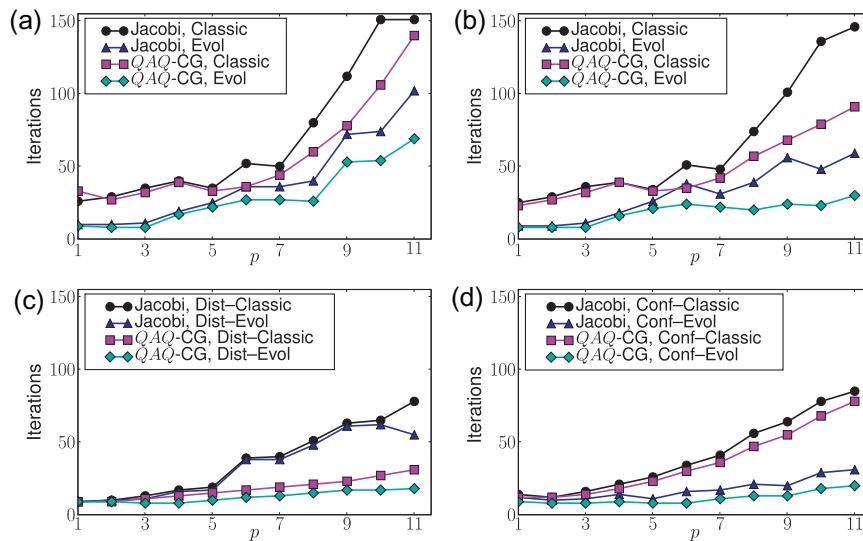 (a)
150
100
50
0
Iterations
Jacobi, Classic
Jacobi, Evol
QAQ-CG, Classic
QAQ-CG, Evol
1 3 5 7 9 11
p
(b)
150
100
50
0
Iterations
Jacobi, Classic
Jacobi, Evol
QAQ-CG, Classic
QAQ-CG, Evol
1 3 5 7 9 11
p
(c)
150
100
50
0
Iterations
Jacobi, Dist–Classic
Jacobi, Dist–Evol
QAQ-CG, Dist–Classic
QAQ-CG, Dist–Evol
1 3 5 7 9 11
p
(d)
150
100
50
0
Iterations
Jacobi, Conf–Classic
Jacobi, Conf–Evol
QAQ-CG, Conf–Classic
QAQ-CG, Conf–Evol
1 3 5 7 9 11
p